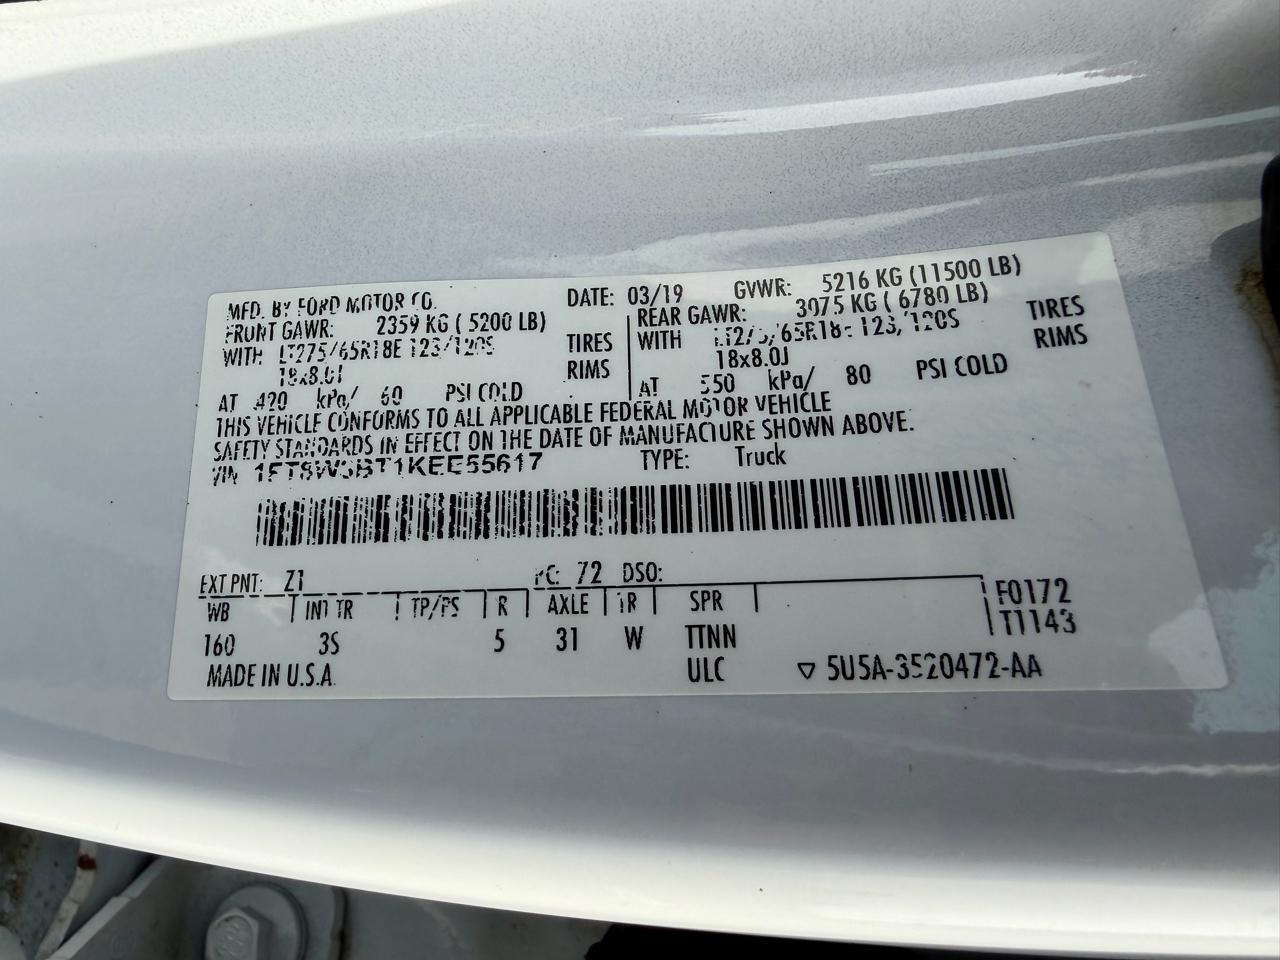 MFD. BY FORD MOTOR CO. DATE: 03/19 GVWR: 5216 KG (11500 LB)
FRONT GAWR: 2359 KG ( 5200 LB) REAR GAWR: 3075 KG ( 6780 LB)
WITH LT275/65R18E 123/120S TIRES WITH LT275/65R18E 123/120S TIRES
18x8.0J RIMS 18x8.0J RIMS
AT 420 kPa/ 60 PSI COLD AT 550 kPa/ 80 PSI COLD
THIS VEHICLE CONFORMS TO ALL APPLICABLE FEDERAL MOTOR VEHICLE
SAFETY STANDARDS IN EFFECT ON THE DATE OF MANUFACTURE SHOWN ABOVE.
VIN 1FT8W3BT1KEE55617 TYPE: Truck
EXT PNT: Z1 RC: 72 DSO:
WB INT TR TP/PS R AXLE TR SPR F0172
160 3S 5 31 W TTNN T1143
MADE IN U.S.A. ULC ▽ 5U5A-3520472-AA